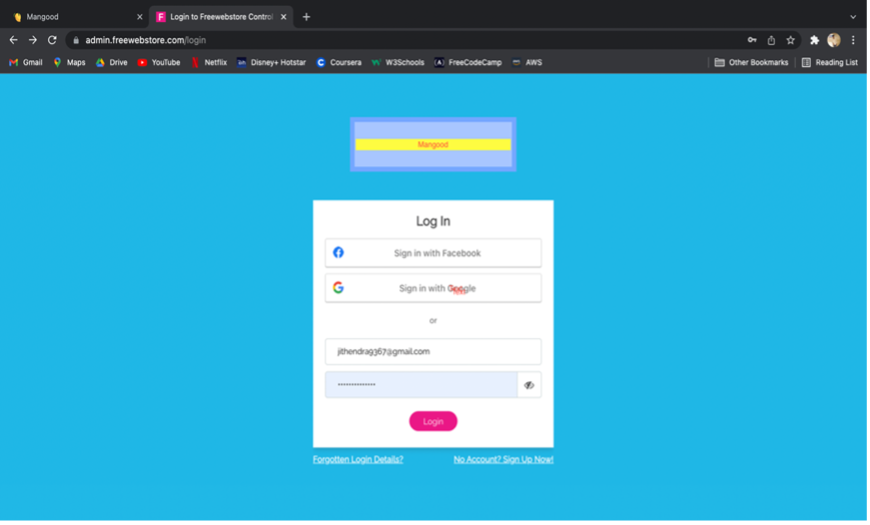 Mangood
Login to Freewebstore Control
admin.freewebstore.com/login
Gmail Maps Drive YouTube Netflix Disney+ Hotstar Coursera W3Schools FreeCodeCamp AWS Other Bookmarks Reading List
Mangood
Log In
Sign in with Facebook
Sign in with Google
or
jithendra9367@gmail.com
Login
Forgotten Login Details? No Account? Sign Up Now!